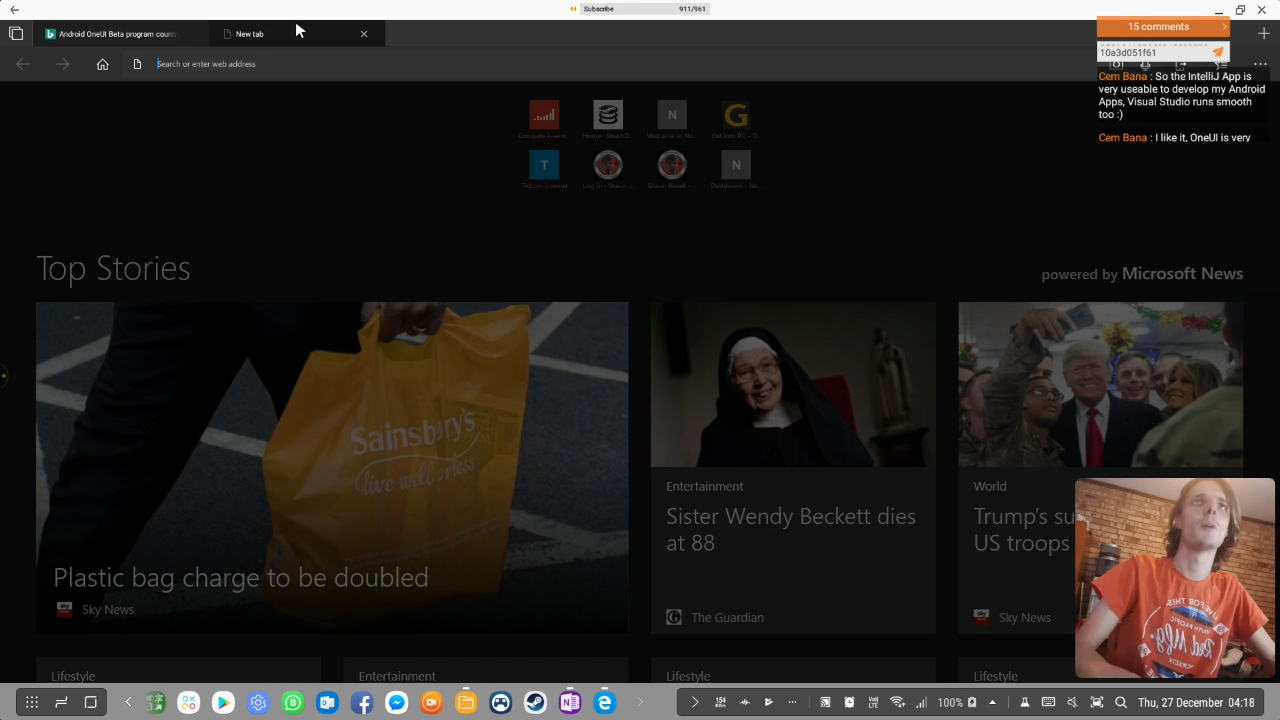 Subscribe 911/961
Android OneUI Beta program count
New tab
15 comments
10a3d051f61
Search or enter web address
Cem Bana : So the IntelliJ App is
very useable to develop my Android
Apps, Visual Studio runs smooth
too :)
Cem Bana : I like it, OneUI is very
N
G
T
N
Top Stories
powered by Microsoft News
Sainsbury's
live well for less
Plastic bag charge to be doubled
Sky News
Entertainment
Sister Wendy Beckett dies
at 88
The Guardian
World
Trump's su
US troops
Sky News
Lifestyle
Entertainment
Lifestyle
Lifestyle
100%
Thu, 27 December 04:18